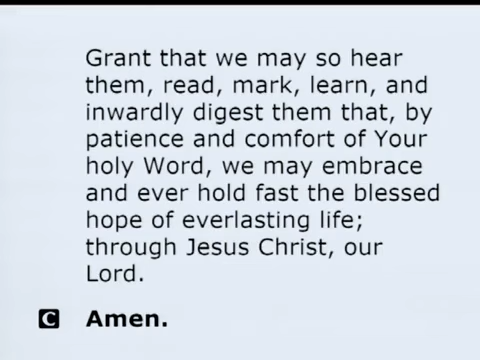 Grant that we may so hear
them, read, mark, learn, and
inwardly digest them that, by
patience and comfort of Your
holy Word, we may embrace
and ever hold fast the blessed
hope of everlasting life;
through Jesus Christ, our
Lord.
C Amen.